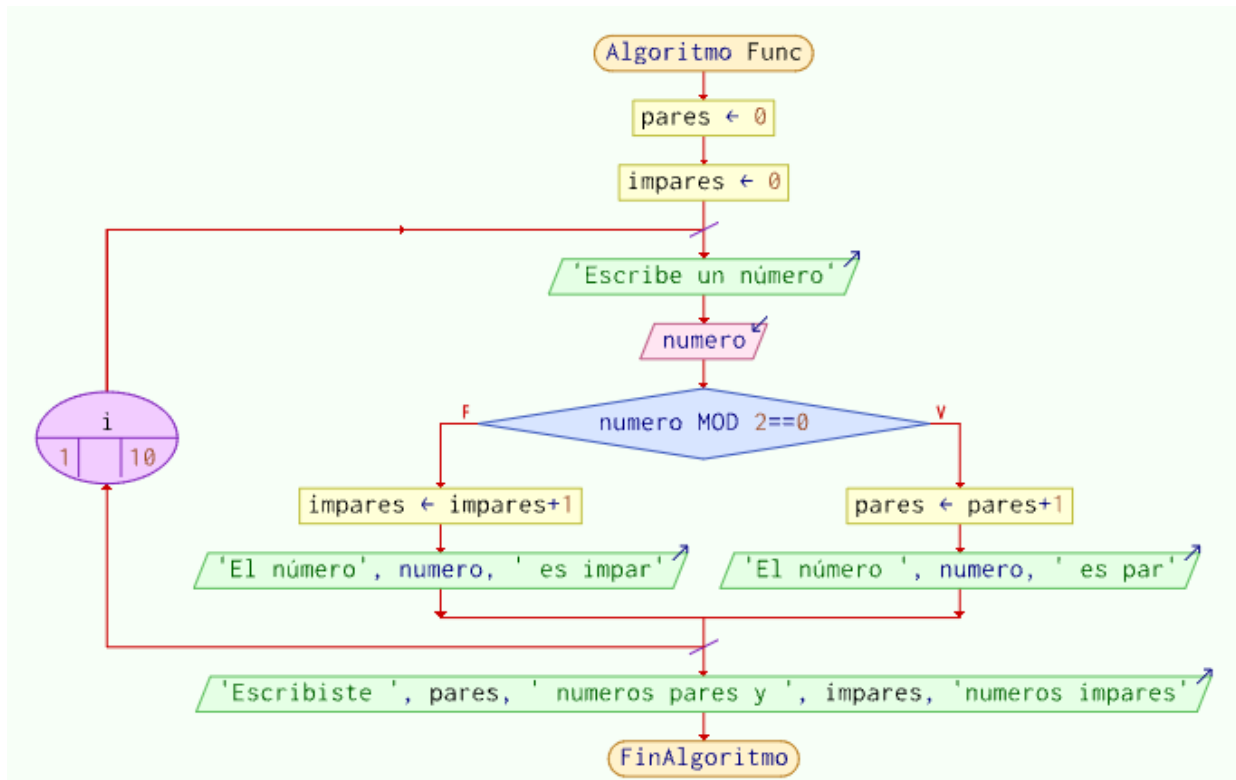 Algoritmo Func
pares ← 0
impares ← 0
'Escribe un número'
numero
numero MOD 2==0
F
V
i
1
10
impares ← impares+1
pares ← pares+1
'El número', numero, ' es impar'
'El número ', numero, ' es par'
'Escribiste ', pares, ' numeros pares y ', impares, 'numeros impares'
FinAlgoritmo